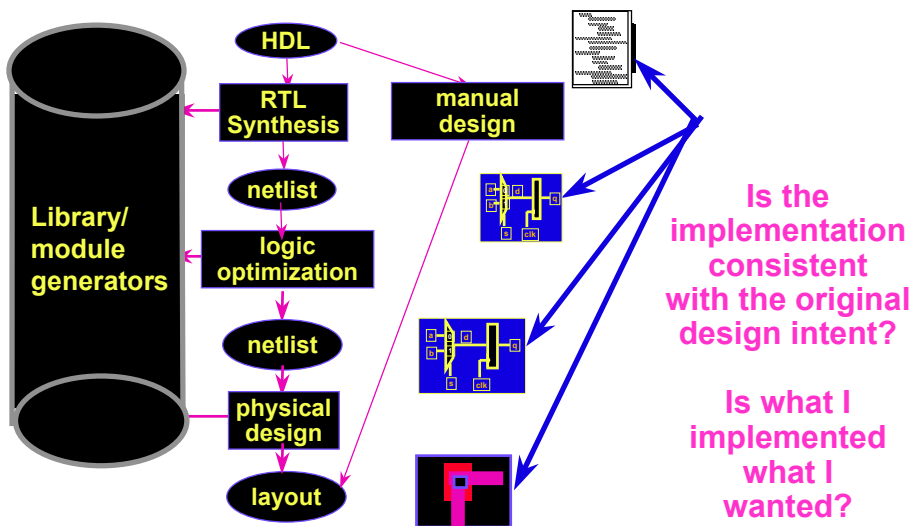 HDL
RTL
Synthesis
manual
design
netlist
Library/
module
generators
logic
optimization
netlist
physical
design
layout
a
b
d
q
s
clk
a
b
d
q
s
clk
Is the
implementation
consistent
with the original
design intent?
Is what I
implemented
what I
wanted?